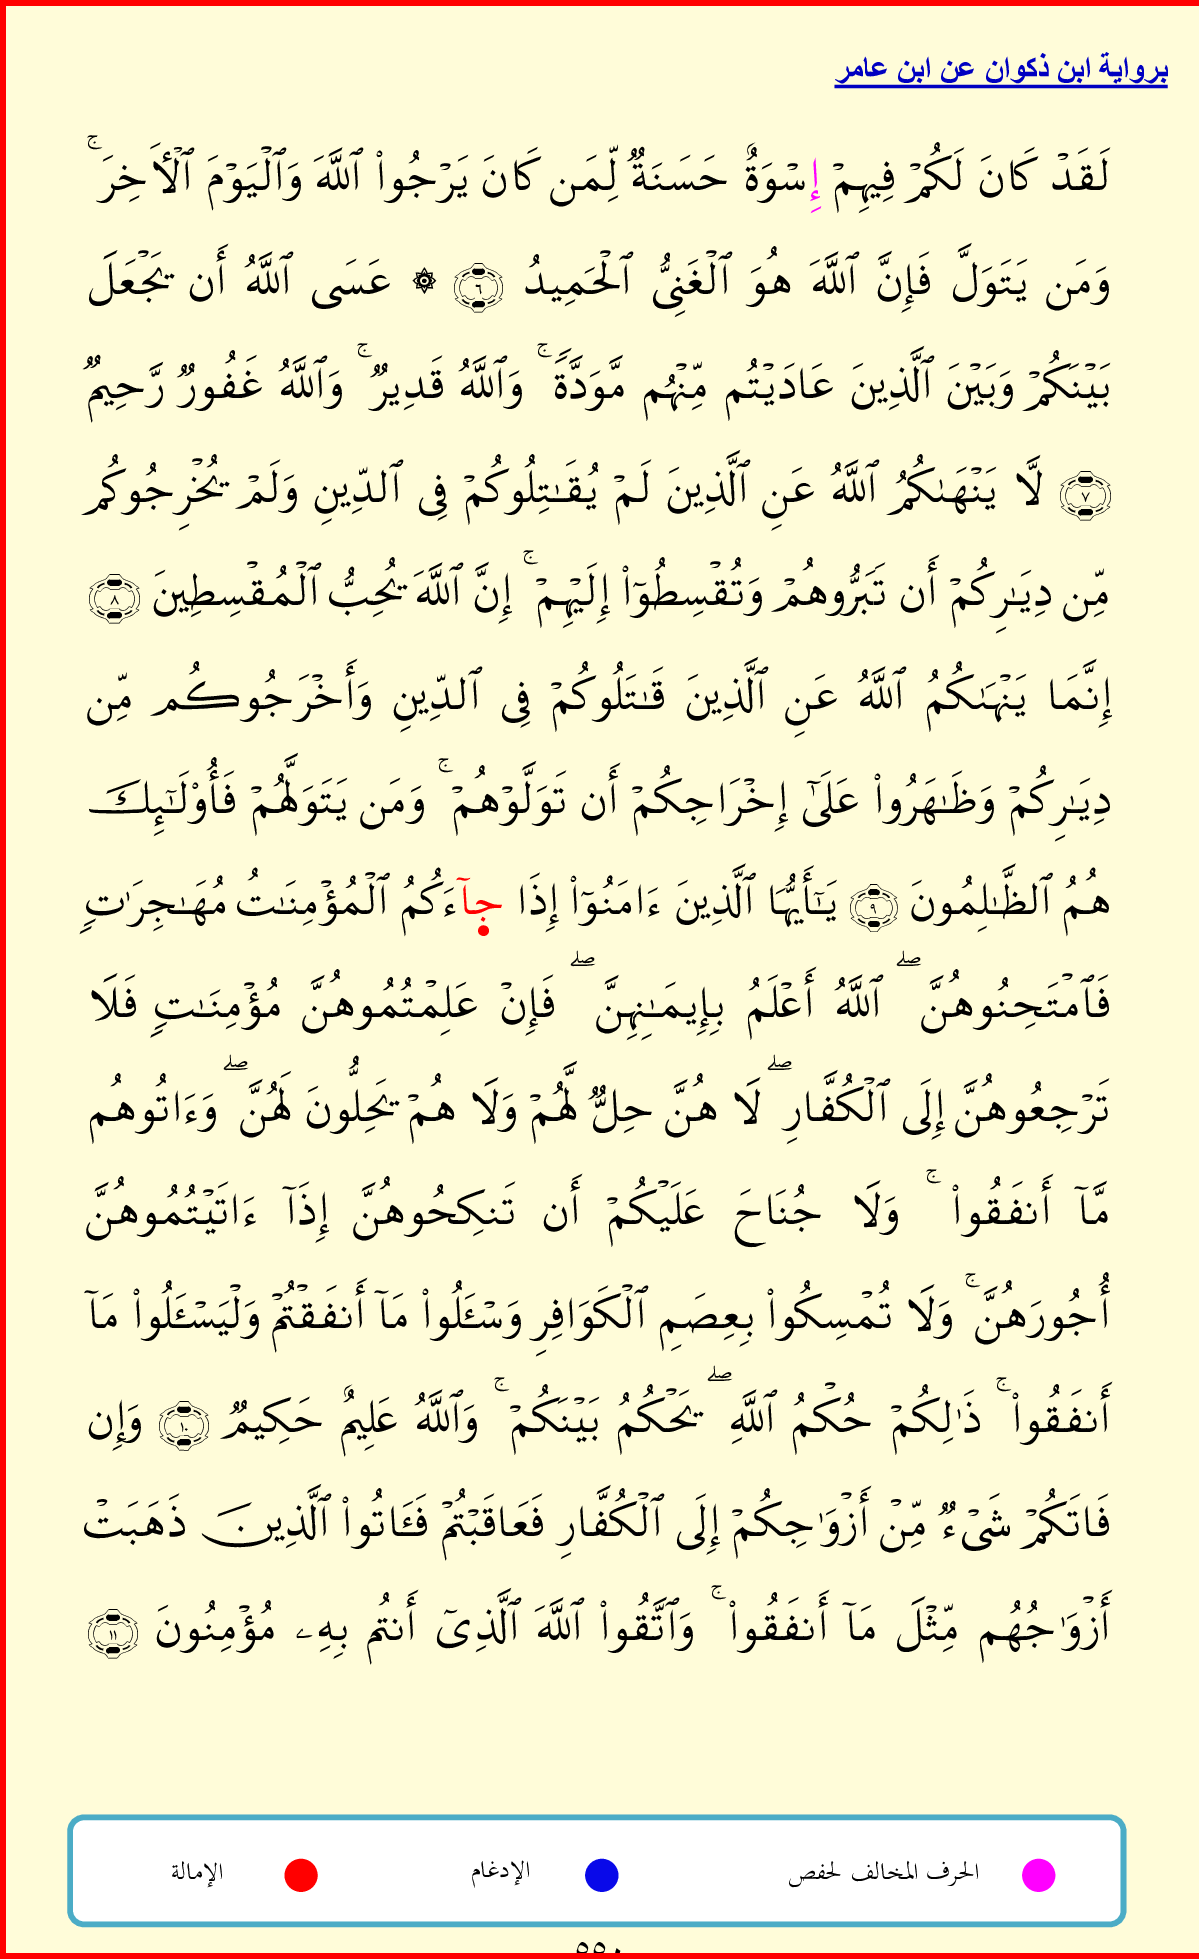 برواية ابن ذكوان عن ابن عامر
لَقَدۡ كَانَ لَكُمۡ فِيهِمۡ إِسۡوَةٌ حَسَنَةٞ لِّمَن كَانَ يَرۡجُواْ ٱللَّهَ وَٱلۡيَوۡمَ ٱلۡأٓخِرَۚ
وَمَن يَتَوَلَّ فَإِنَّ ٱللَّهَ هُوَ ٱلۡغَنِيُّ ٱلۡحَمِيدُ ٦ ۞ عَسَى ٱللَّهُ أَن يَجۡعَلَ
بَيۡنَكُمۡ وَبَيۡنَ ٱلَّذِينَ عَادَيۡتُم مِّنۡهُم مَّوَدَّةٗۚ وَٱللَّهُ قَدِيرٞۚ وَٱللَّهُ غَفُورٞ رَّحِيمٞ
٧ لَّا يَنۡهَىٰكُمُ ٱللَّهُ عَنِ ٱلَّذِينَ لَمۡ يُقَٰتِلُوكُمۡ فِي ٱلدِّينِ وَلَمۡ يُخۡرِجُوكُم
مِّن دِيَٰرِكُمۡ أَن تَبَرُّوهُمۡ وَتُقۡسِطُوٓاْ إِلَيۡهِمۡۚ إِنَّ ٱللَّهَ يُحِبُّ ٱلۡمُقۡسِطِينَ ٨
إِنَّمَا يَنۡهَىٰكُمُ ٱللَّهُ عَنِ ٱلَّذِينَ قَٰتَلُوكُمۡ فِي ٱلدِّينِ وَأَخۡرَجُوكُم مِّن
دِيَٰرِكُمۡ وَظَٰهَرُواْ عَلَىٰٓ إِخۡرَاجِكُمۡ أَن تَوَلَّوۡهُمۡۚ وَمَن يَتَوَلَّهُمۡ فَأُوْلَٰٓئِكَ
هُمُ ٱلظَّٰلِمُونَ ٩ يَٰٓأَيُّهَا ٱلَّذِينَ ءَامَنُوٓاْ إِذَا جآءَكُمُ ٱلۡمُؤۡمِنَٰتُ مُهَٰجِرَٰتٖ
فَٱمۡتَحِنُوهُنَّۖ ٱللَّهُ أَعۡلَمُ بِإِيمَٰنِهِنَّۖ فَإِنۡ عَلِمۡتُمُوهُنَّ مُؤۡمِنَٰتٖ فَلَا
تَرۡجِعُوهُنَّ إِلَى ٱلۡكُفَّارِۖ لَا هُنَّ حِلّٞ لَّهُمۡ وَلَا هُمۡ يَحِلُّونَ لَهُنَّۖ وَءَاتُوهُم
مَّآ أَنفَقُواْۚ وَلَا جُنَاحَ عَلَيۡكُمۡ أَن تَنكِحُوهُنَّ إِذَآ ءَاتَيۡتُمُوهُنَّ
أُجُورَهُنَّۚ وَلَا تُمۡسِكُواْ بِعِصَمِ ٱلۡكَوَافِرِ وَسۡـَٔلُواْ مَآ أَنفَقۡتُمۡ وَلۡيَسۡـَٔلُواْ مَآ
أَنفَقُواْۚ ذَٰلِكُمۡ حُكۡمُ ٱللَّهِۖ يَحۡكُمُ بَيۡنَكُمۡۚ وَٱللَّهُ عَلِيمٌ حَكِيمٞ ١٠ وَإِن
فَاتَكُمۡ شَيۡءٞ مِّنۡ أَزۡوَٰجِكُمۡ إِلَى ٱلۡكُفَّارِ فَعَاقَبۡتُمۡ فَـَٔاتُواْ ٱلَّذِينَ ذَهَبَتۡ
أَزۡوَٰجُهُم مِّثۡلَ مَآ أَنفَقُواْۚ وَٱتَّقُواْ ٱللَّهَ ٱلَّذِيٓ أَنتُم بِهِۦ مُؤۡمِنُونَ ١١
الحرف المخالف لحفص الإدغام الإمالة
٥٥٠